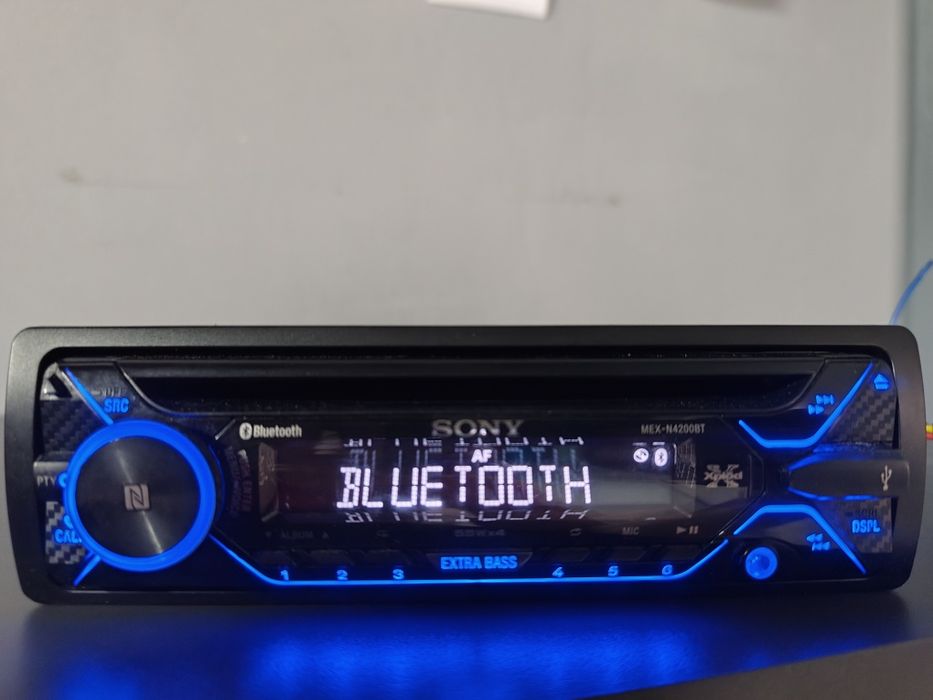 SRC
SONY
Bluetooth
MEX-N4200BT
AF
BLUETOOTH
PTY
CALL
DSPL
ALBUM
MIC
EXTRA BASS
1 2 3 4 5 6